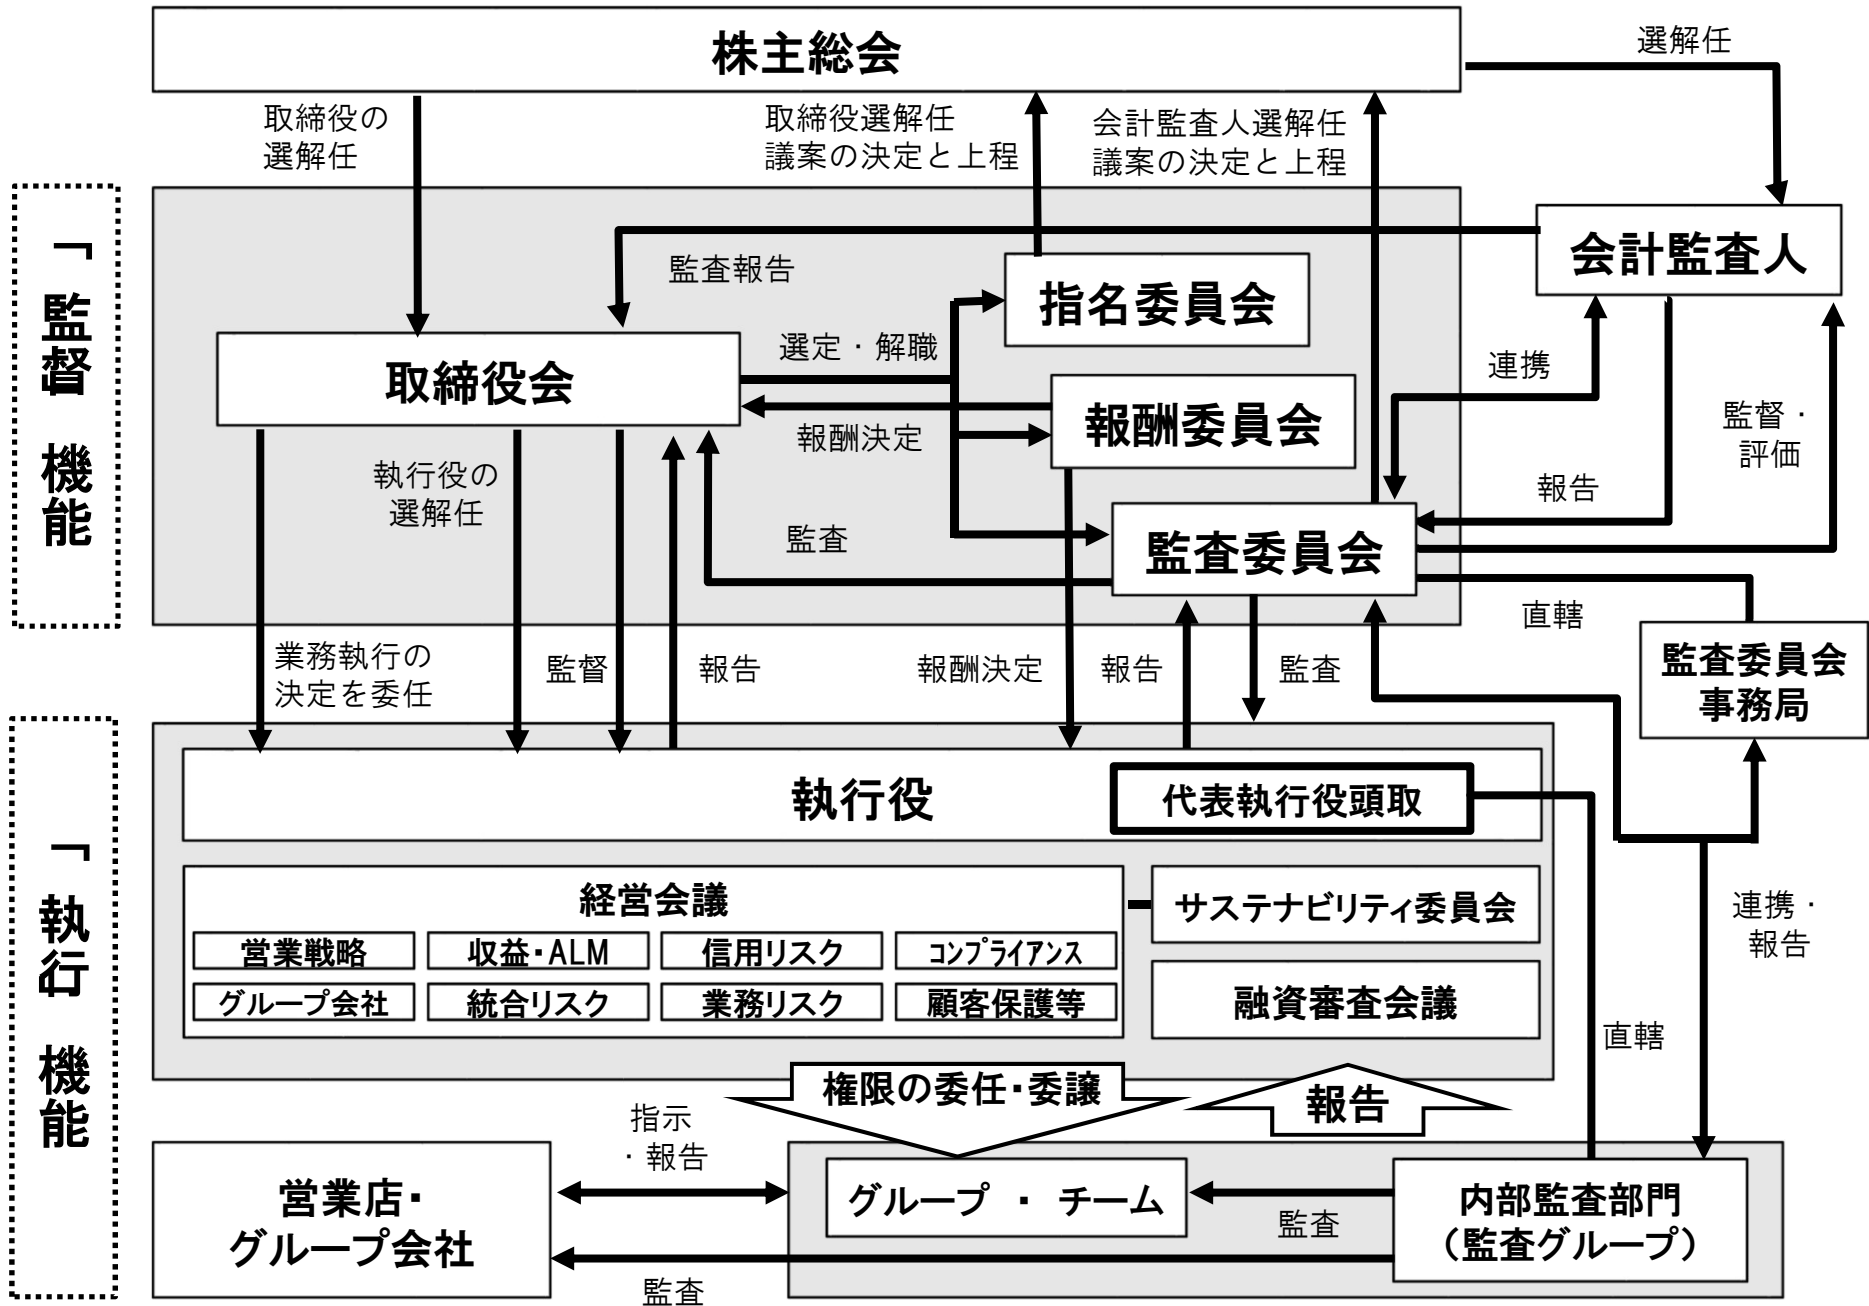 株主総会
選解任
取締役の
選解任
取締役選解任
議案の決定と上程
会計監査人選解任
議案の決定と上程
「監督」機能
会計監査人
監査報告
指名委員会
取締役会
選定・解職
連携
報酬委員会
報酬決定
監督・
評価
執行役の
選解任
報告
監査
監査委員会
直轄
監査委員会
事務局
業務執行の
決定を委任
監督
報告
報酬決定
報告
監査
「執行」機能
執行役
代表執行役頭取
経営会議
サステナビリティ委員会
連携・
報告
営業戦略
収益・ALM
信用リスク
コンプライアンス
グループ会社
統合リスク
業務リスク
顧客保護等
融資審査会議
直轄
権限の委任・委譲
報告
指示
・報告
営業店・
グループ会社
グループ ・ チーム
内部監査部門
（監査グループ）
監査
監査